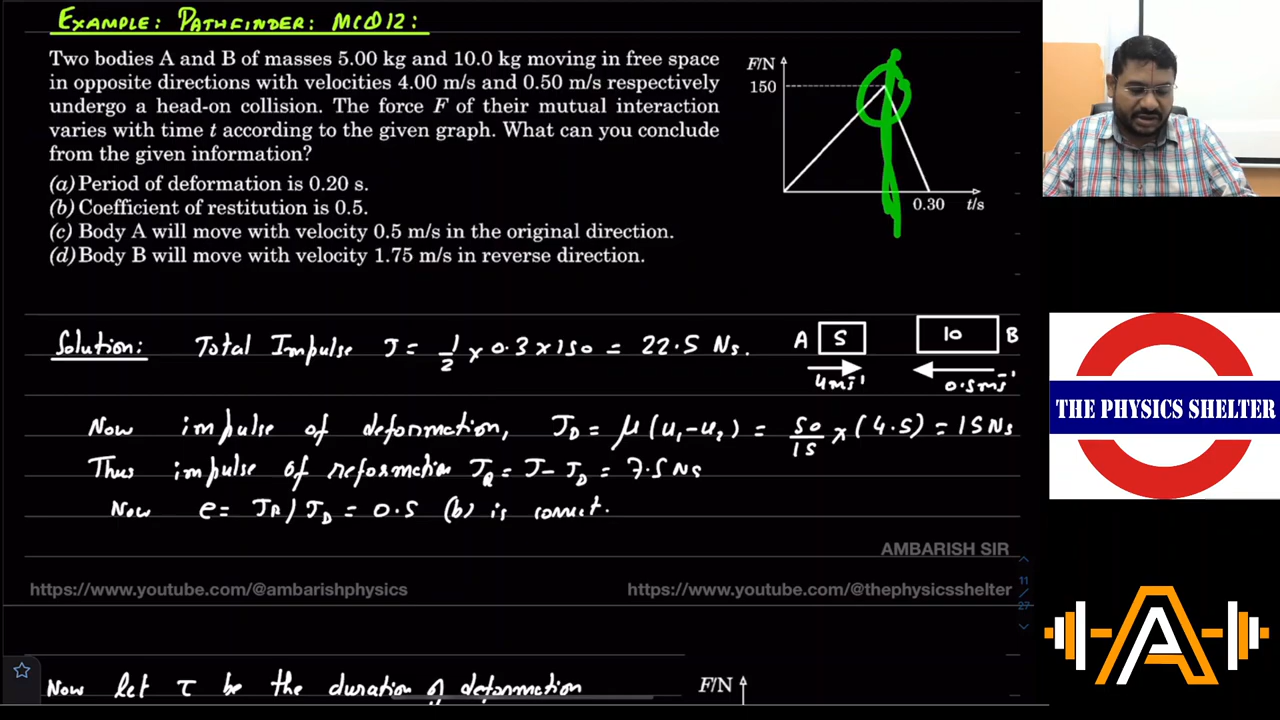 EXAMPLE: PATHFINDER: MCQ12:
Two bodies A and B of masses 5.00 kg and 10.0 kg moving in free space
in opposite directions with velocities 4.00 m/s and 0.50 m/s respectively
undergo a head-on collision. The force F of their mutual interaction
varies with time t according to the given graph. What can you conclude
from the given information?
(a) Period of deformation is 0.20 s.
(b) Coefficient of restitution is 0.5.
(c) Body A will move with velocity 0.5 m/s in the original direction.
(d) Body B will move with velocity 1.75 m/s in reverse direction.
F/N
150
0.30 t/s
Solution: Total Impulse J = 1/2 × 0.3 × 150 = 22.5 Ns.
A 5 10 B
4ms⁻¹ 0.5ms⁻¹
Now impulse of deformation, J_D = μ(u₁-u₂) = 50/15 × (4.5) = 15Ns
Thus impulse of reformation J_R = J - J_D = 7.5 Ns
Now e = J_R / J_D = 0.5 (b) is correct.
AMBARISH SIR
https://www.youtube.com/@ambarishphysics https://www.youtube.com/@thephysicsshelter
11
/
27
Now let τ be the duration of deformation
F/N
THE PHYSICS SHELTER